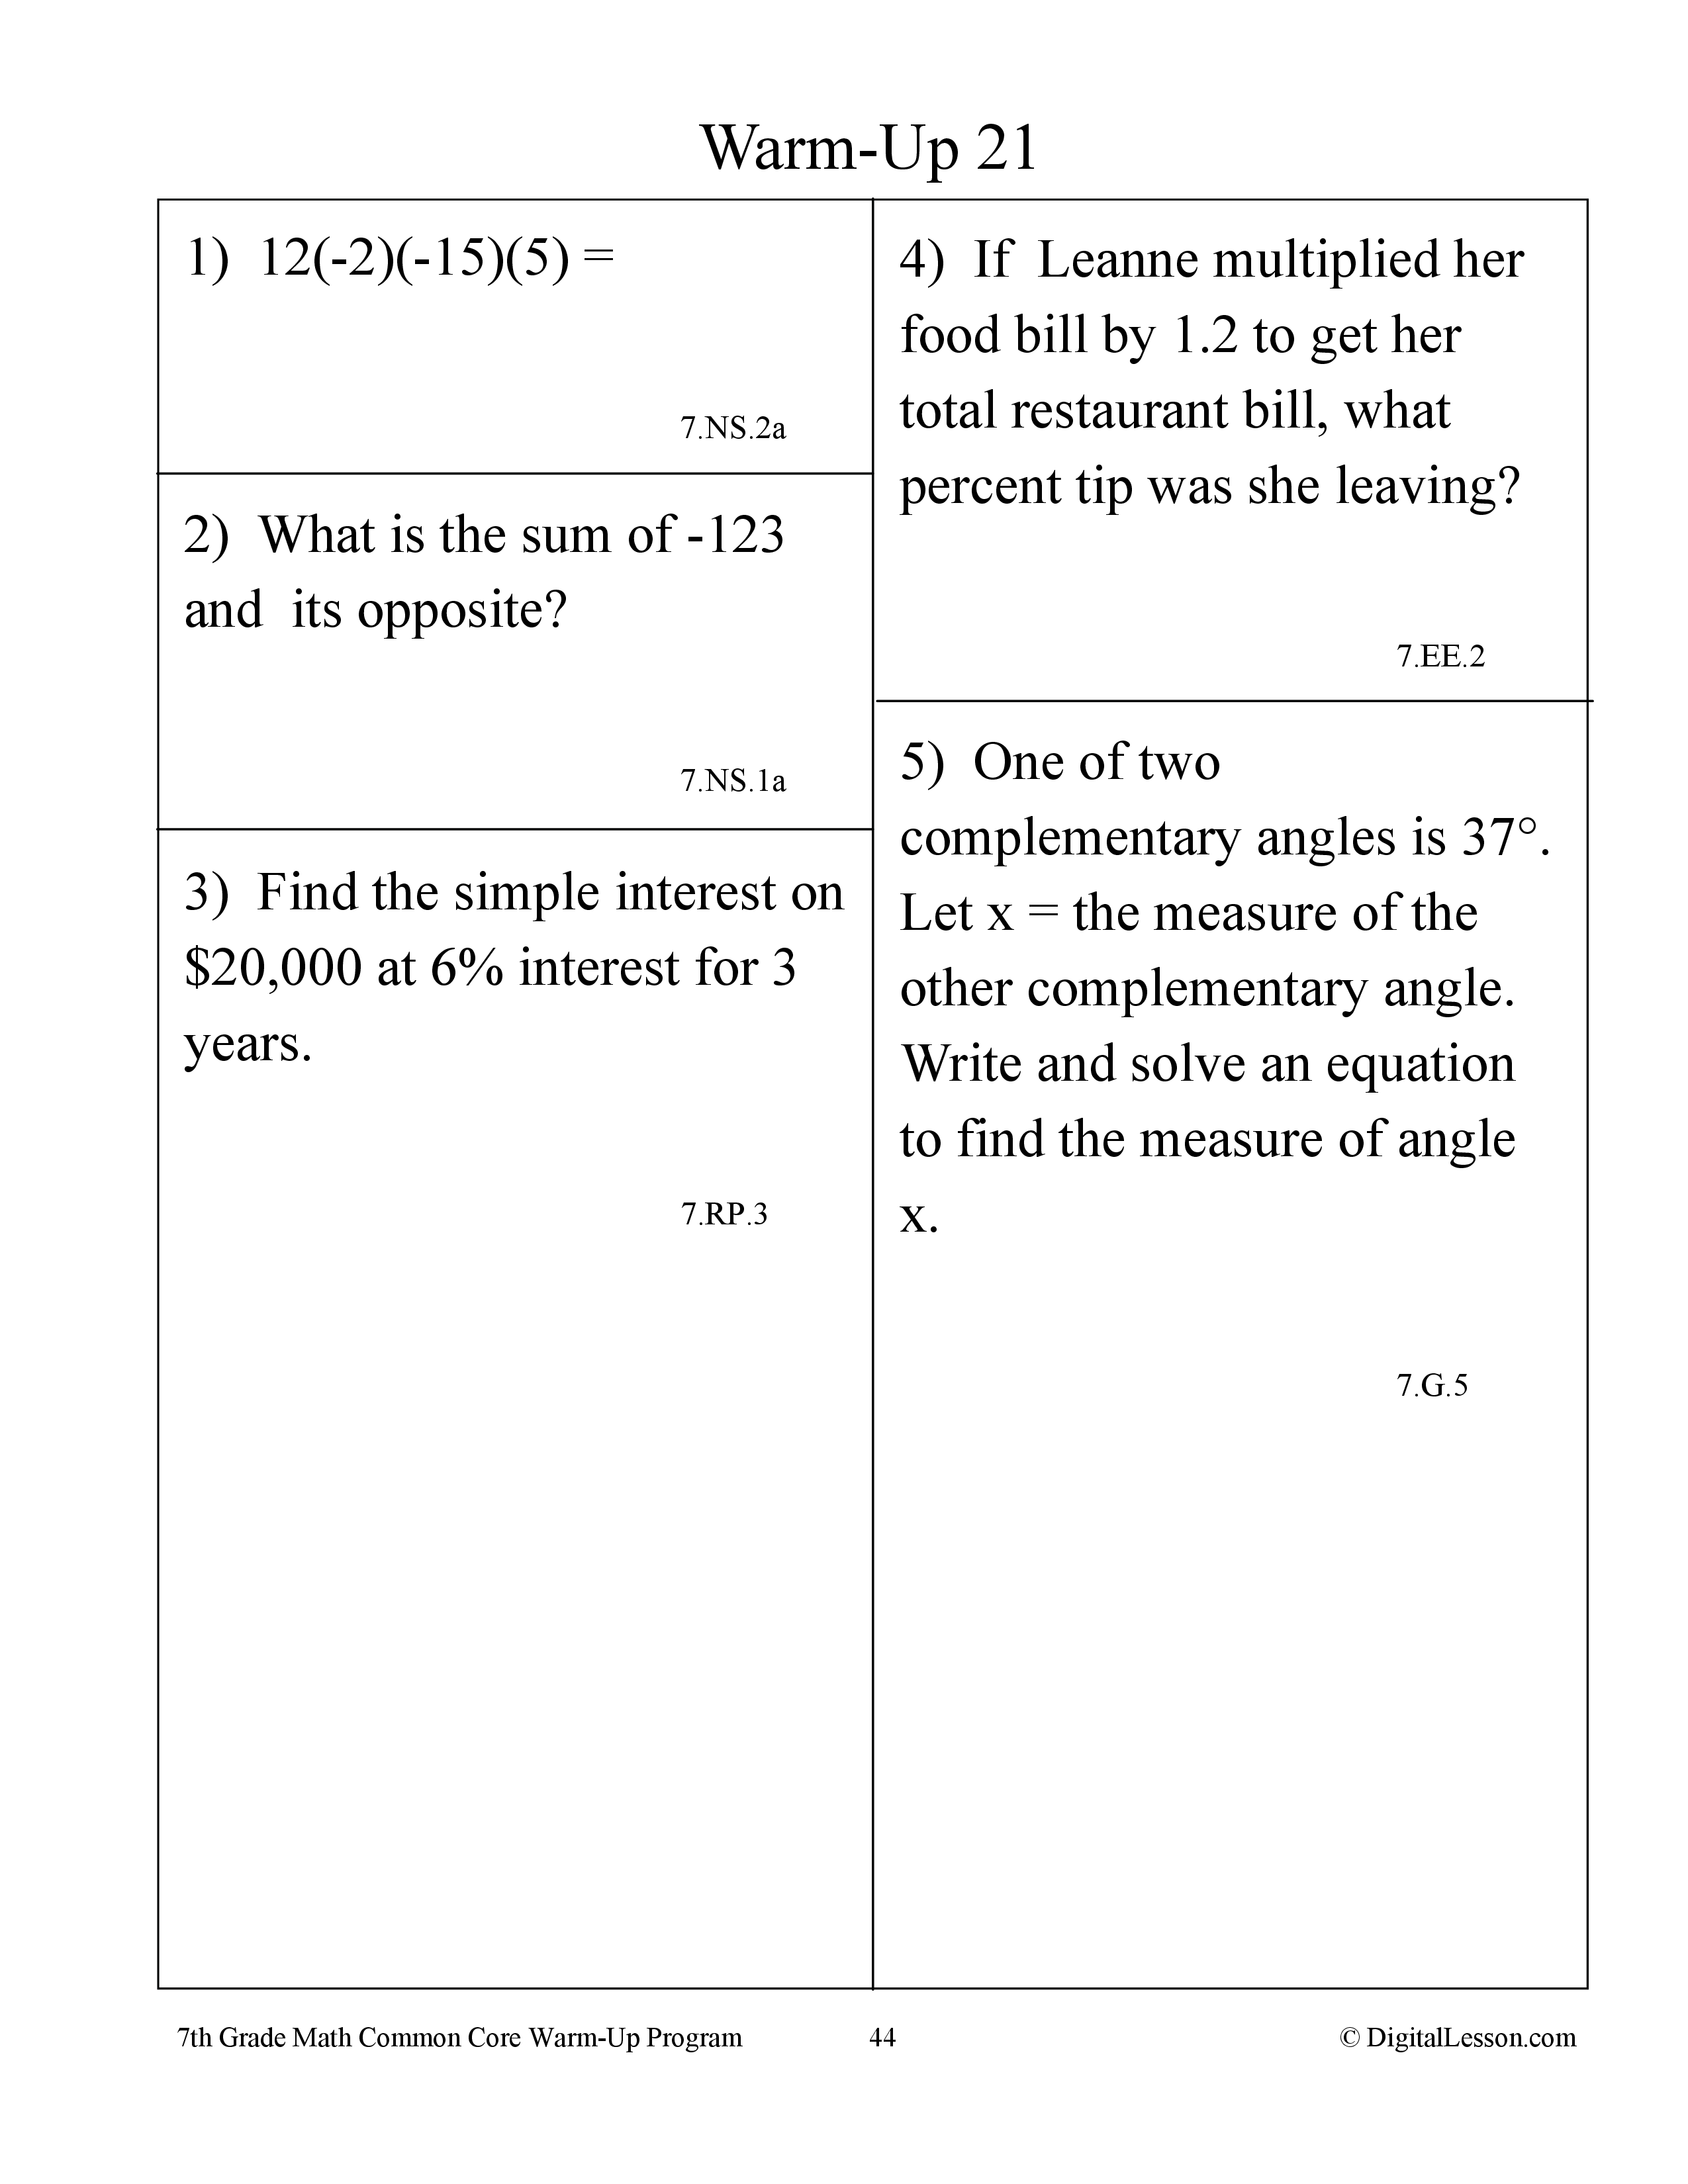 Warm-Up 21
1) 12(-2)(-15)(5) =
7.NS.2a
2) What is the sum of -123
and its opposite?
7.NS.1a
3) Find the simple interest on
$20,000 at 6% interest for 3
years.
7.RP.3
4) If Leanne multiplied her
food bill by 1.2 to get her
total restaurant bill, what
percent tip was she leaving?
7.EE.2
5) One of two
complementary angles is 37°.
Let x = the measure of the
other complementary angle.
Write and solve an equation
to find the measure of angle
x.
7.G.5
7th Grade Math Common Core Warm-Up Program
44
© DigitalLesson.com